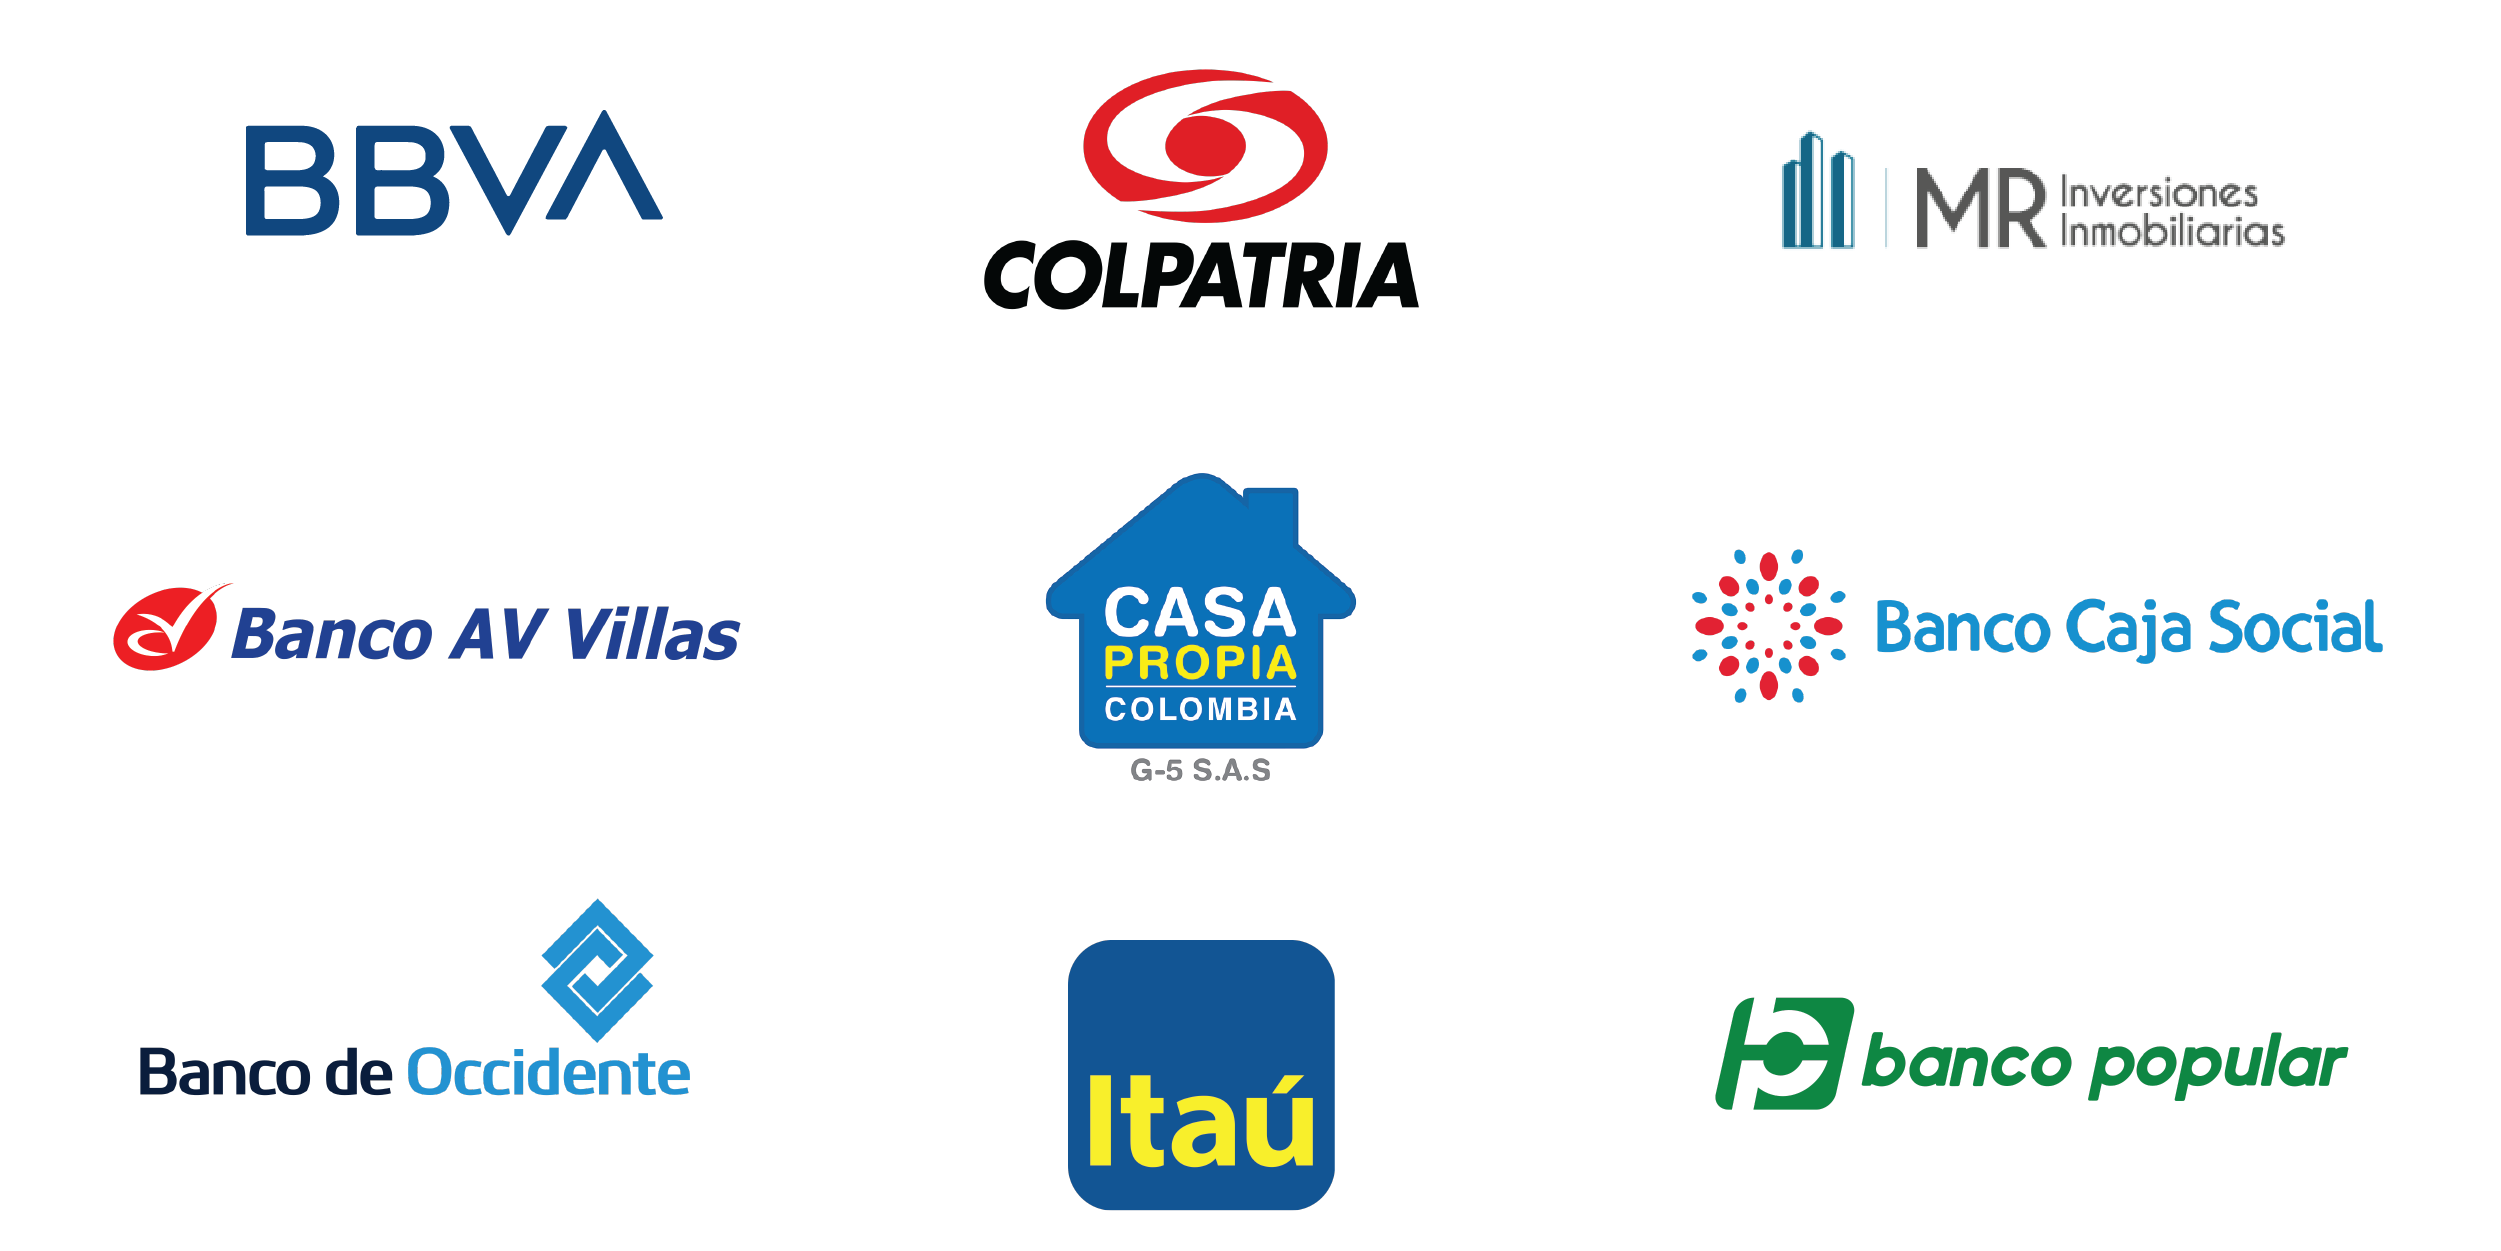 BBVA
COLPATRIA
MR Inversiones
Inmobiliarias
Banco AV Villas
CASA
PROPIA
COLOMBIA
G-5 S.A.S
Banco Caja Social
Banco de Occidente
Itaú
banco popular